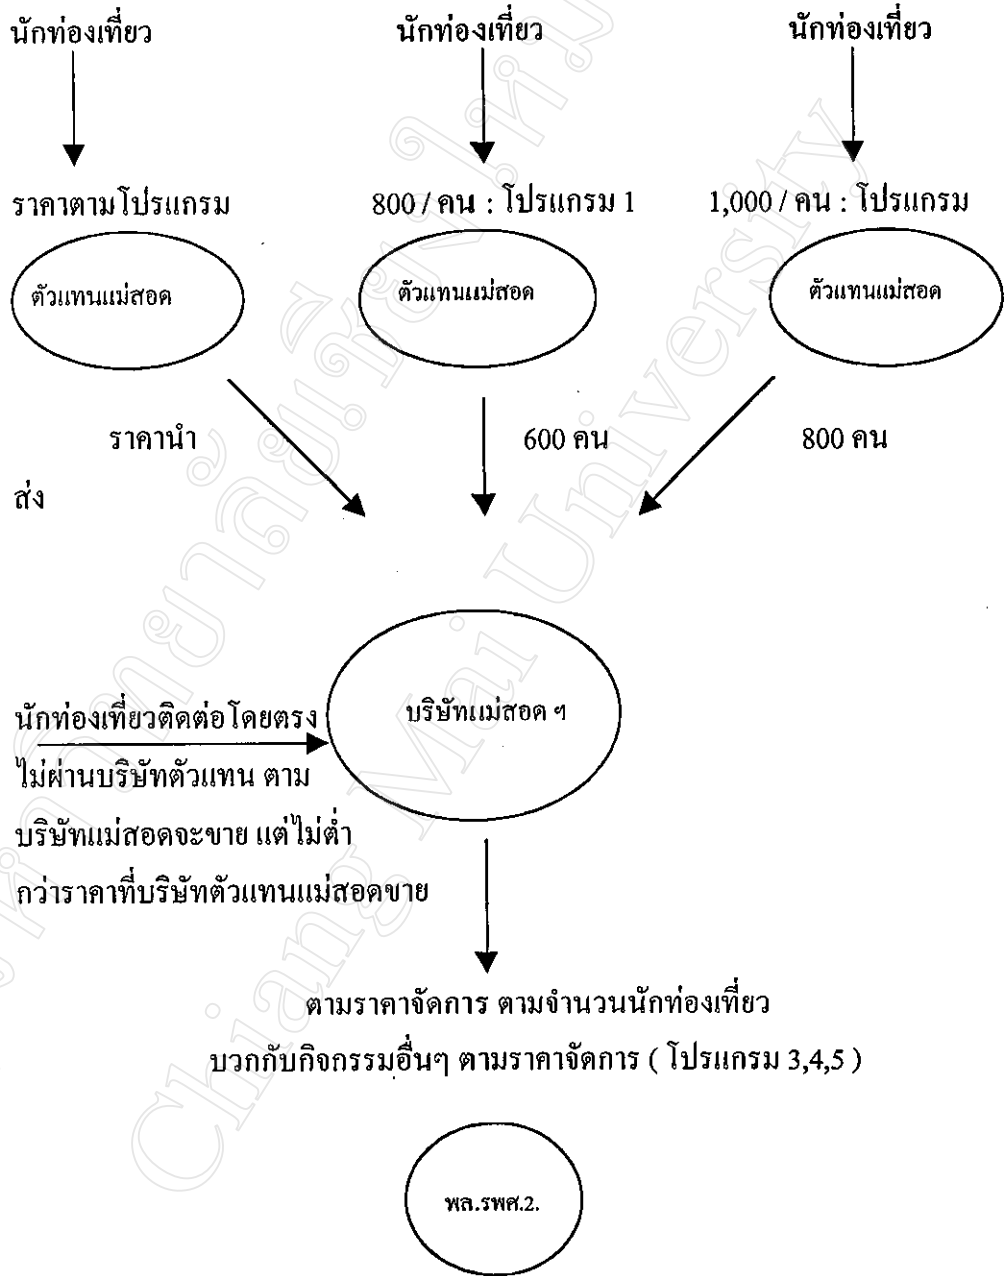 นักท่องเที่ยว นักท่องเที่ยว นักท่องเที่ยว
ราคาตามโปรแกรม 800 / คน : โปรแกรม 1 1,000 / คน : โปรแกรม
ตัวแทนแม่สอด ตัวแทนแม่สอด ตัวแทนแม่สอด
ราคานำ 600 คน 800 คน
ส่ง
บริษัทแม่สอด ฯ
นักท่องเที่ยวติดต่อโดยตรง
ไม่ผ่านบริษัทตัวแทน ตาม
บริษัทแม่สอดจะขาย แต่ไม่ต่ำ
กว่าราคาที่บริษัทตัวแทนแม่สอดขาย
ตามราคาจัดการ ตามจำนวนนักท่องเที่ยว
บวกกับกิจกรรมอื่นๆ ตามราคาจัดการ ( โปรแกรม 3,4,5 )
พล.รพศ.2.
Chiang Mai University